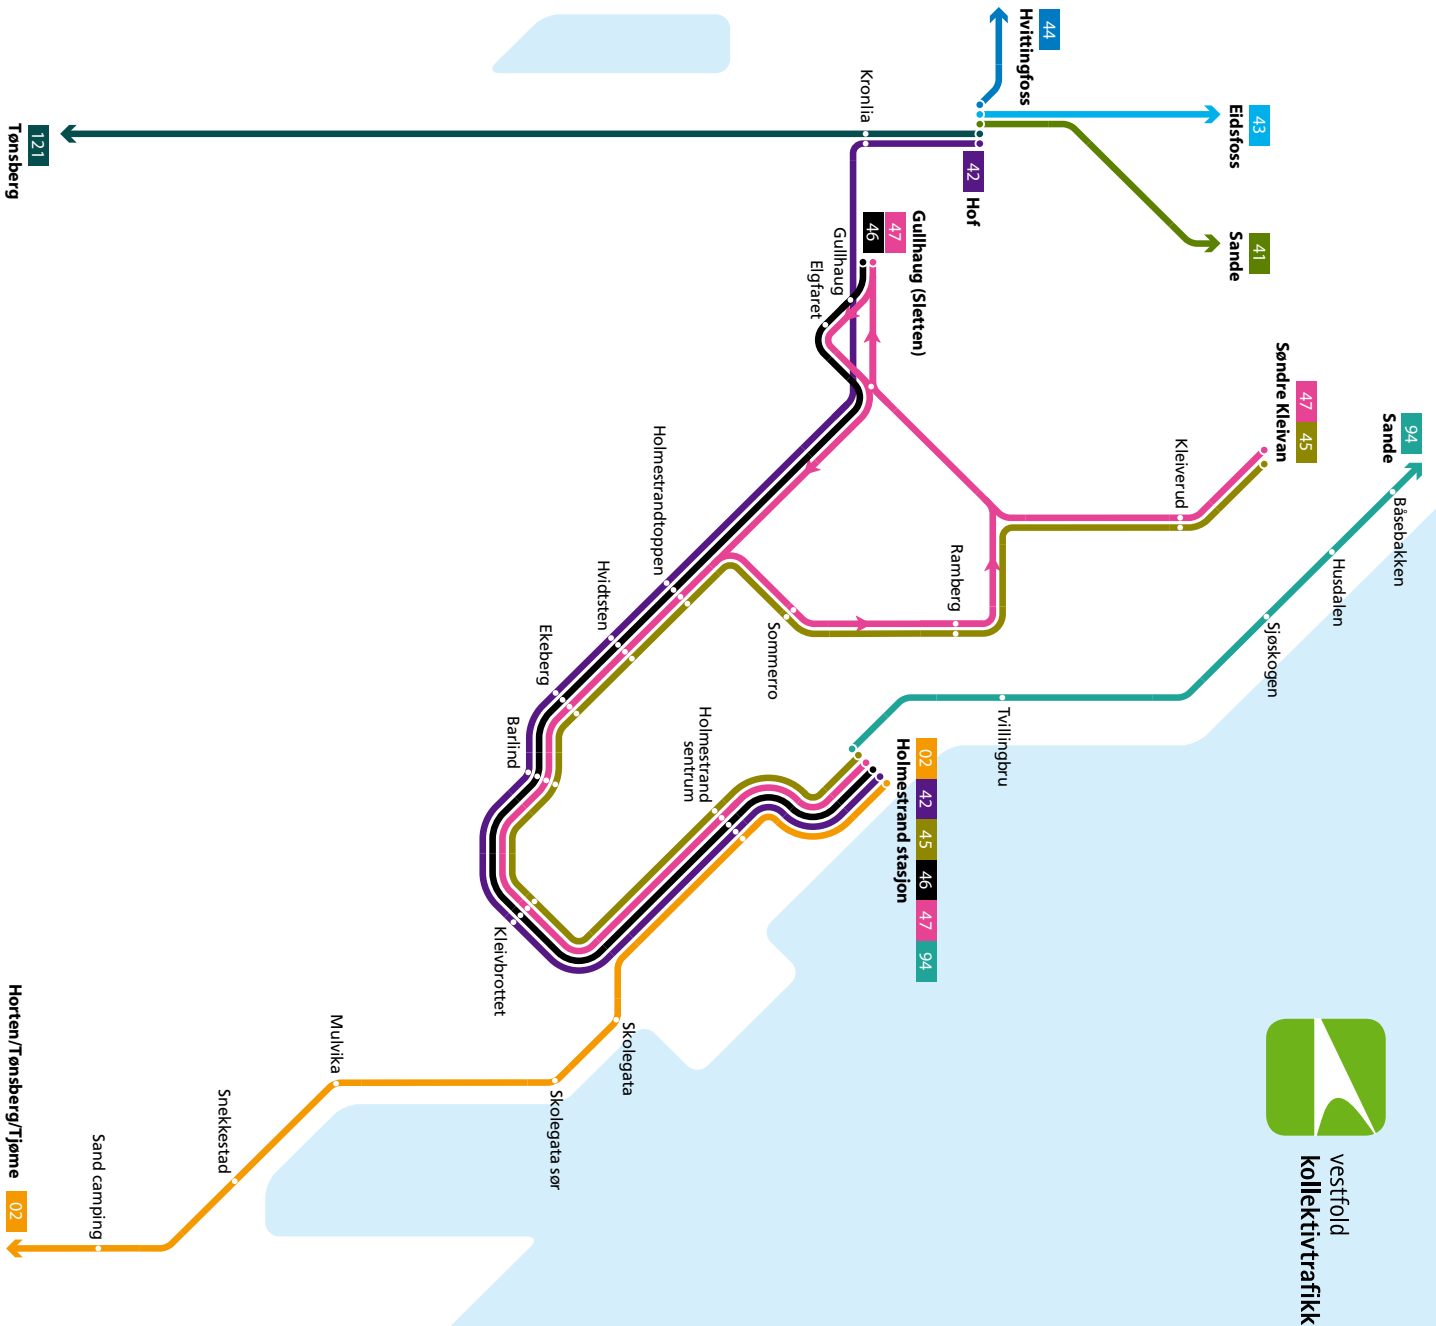 94
Sande
Båsebakken
Husdalen
Sjøskogen
Tvillingbru
47
45
Søndre Kleivan
Kleiverud
Ramberg
Sommerro
41
Sande
43
Eidsfoss
44
Hvittingfoss
42
Hof
Kronlia
121
Tønsberg
47
46
Gullhaug (Sletten)
Gullhaug
Elgfaret
Holmestrandtoppen
Hvidtsten
Ekeberg
Barlind
Kleivbrottet
Holmestrand
sentrum
02
42
45
46
47
94
Holmestrand stasjon
Skolegata
Skolegata sør
Mulvika
Snekkestad
Sand camping
Horten/Tønsberg/Tjøme
02
vestfold
kollektivtrafikk